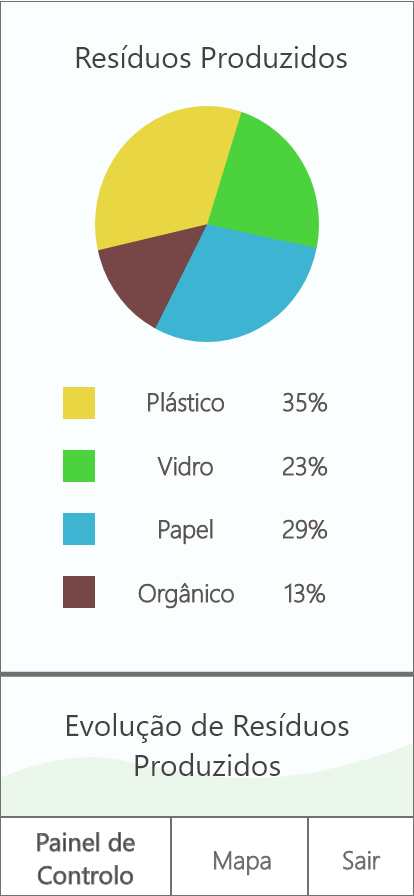 Resíduos Produzidos
Plástico 35%
Vidro 23%
Papel 29%
Orgânico 13%
Evolução de Resíduos
Produzidos
Painel de
Controlo
Mapa
Sair